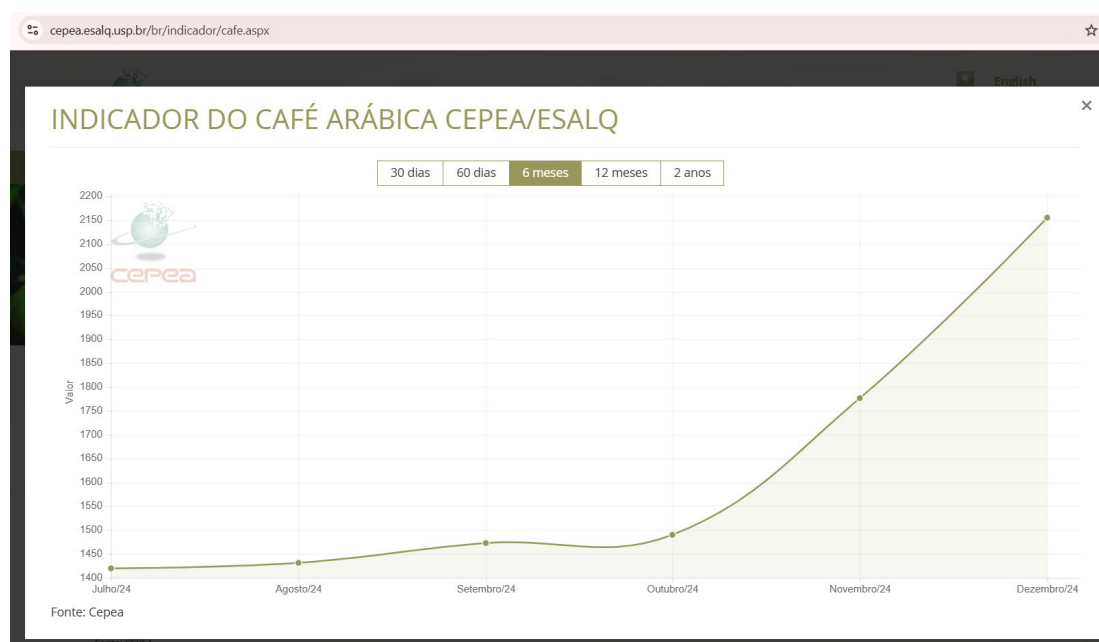 cepea.esalq.usp.br/br/indicador/cafe.aspx
English
INDICADOR DO CAFÉ ARÁBICA CEPEA/ESALQ
×
30 dias 60 dias 6 meses 12 meses 2 anos
2200
2150
2100
2050
2000
1950
1900
1850
1800
1750
1700
1650
1600
1550
1500
1450
1400
Valor
cepea
Julho/24 Agosto/24 Setembro/24 Outubro/24 Novembro/24 Dezembro/24
Fonte: Cepea